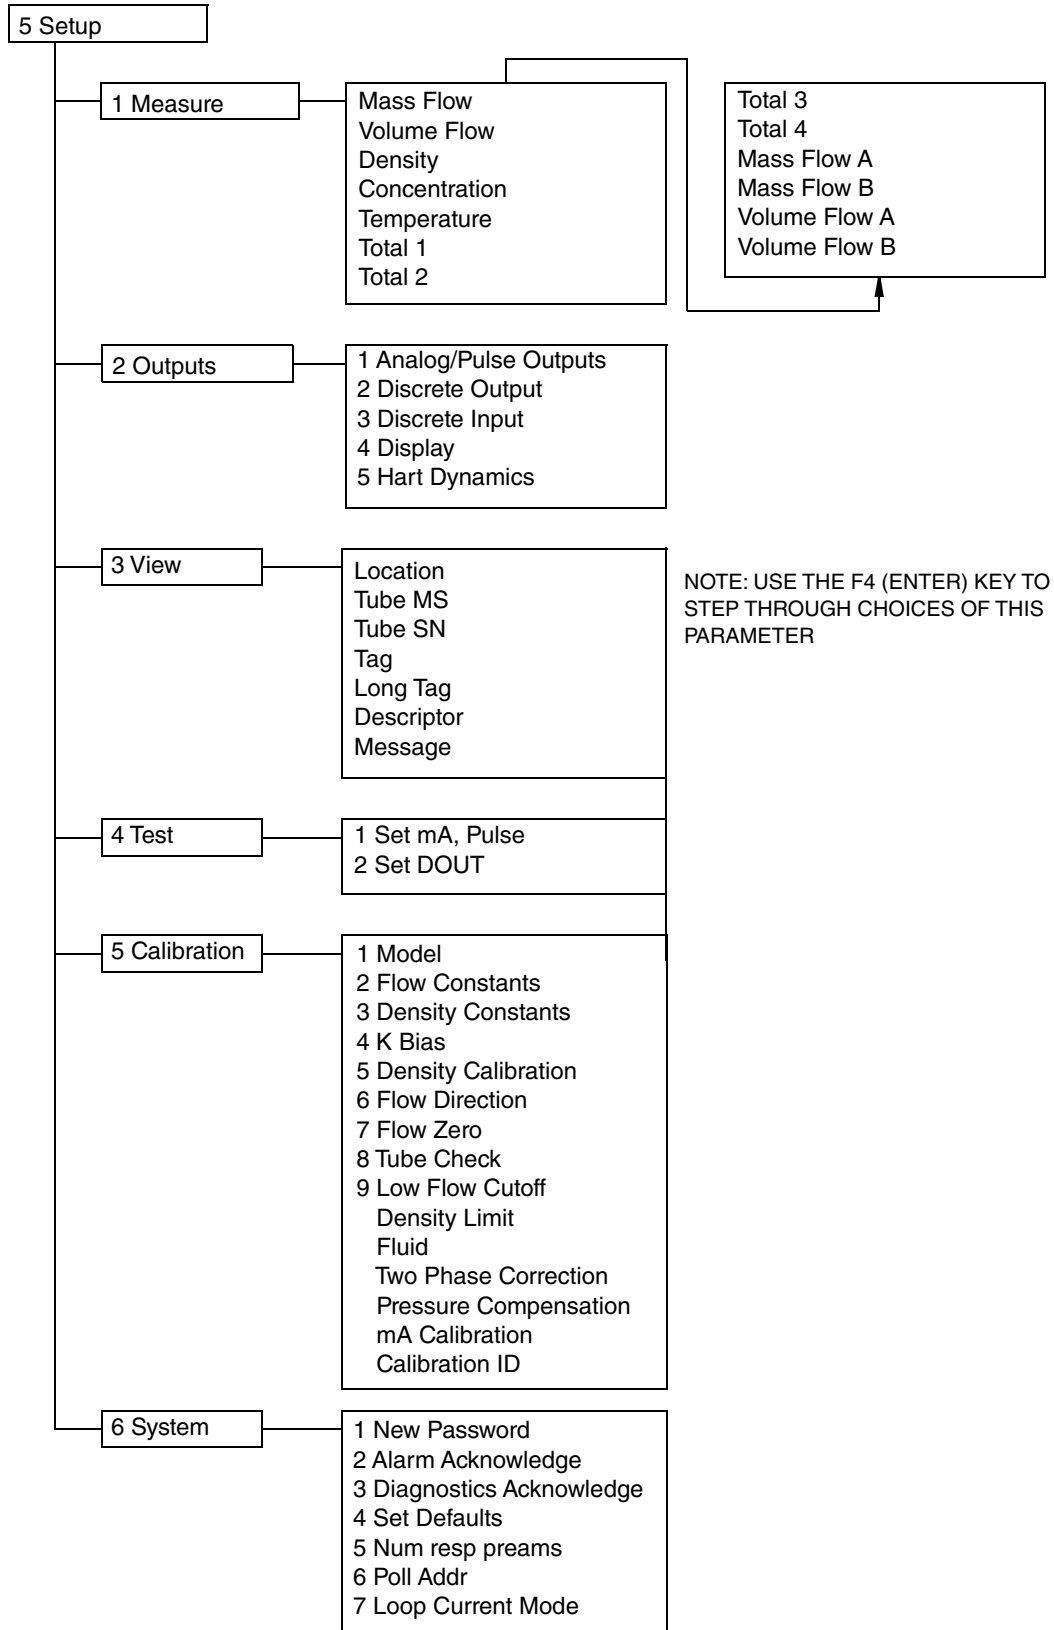 5 Setup
1 Measure
Mass Flow
Volume Flow
Density
Concentration
Temperature
Total 1
Total 2
Total 3
Total 4
Mass Flow A
Mass Flow B
Volume Flow A
Volume Flow B
2 Outputs
1 Analog/Pulse Outputs
2 Discrete Output
3 Discrete Input
4 Display
5 Hart Dynamics
3 View
Location
Tube MS
Tube SN
Tag
Long Tag
Descriptor
Message
NOTE: USE THE F4 (ENTER) KEY TO
STEP THROUGH CHOICES OF THIS
PARAMETER
4 Test
1 Set mA, Pulse
2 Set DOUT
5 Calibration
1 Model
2 Flow Constants
3 Density Constants
4 K Bias
5 Density Calibration
6 Flow Direction
7 Flow Zero
8 Tube Check
9 Low Flow Cutoff
Density Limit
Fluid
Two Phase Correction
Pressure Compensation
mA Calibration
Calibration ID
6 System
1 New Password
2 Alarm Acknowledge
3 Diagnostics Acknowledge
4 Set Defaults
5 Num resp preams
6 Poll Addr
7 Loop Current Mode